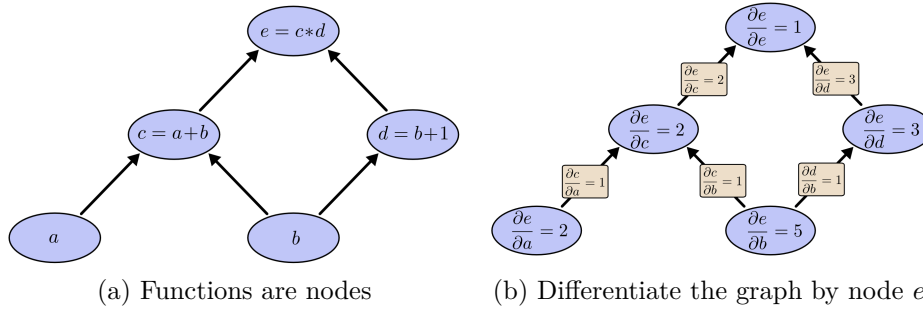 e = c*d
c = a+b
d = b+1
a
b
(a) Functions are nodes
∂e/∂e = 1
∂e/∂c = 2
∂e/∂d = 3
∂e/∂c = 2
∂e/∂d = 3
∂c/∂a = 1
∂c/∂b = 1
∂d/∂b = 1
∂e/∂a = 2
∂e/∂b = 5
(b) Differentiate the graph by node e